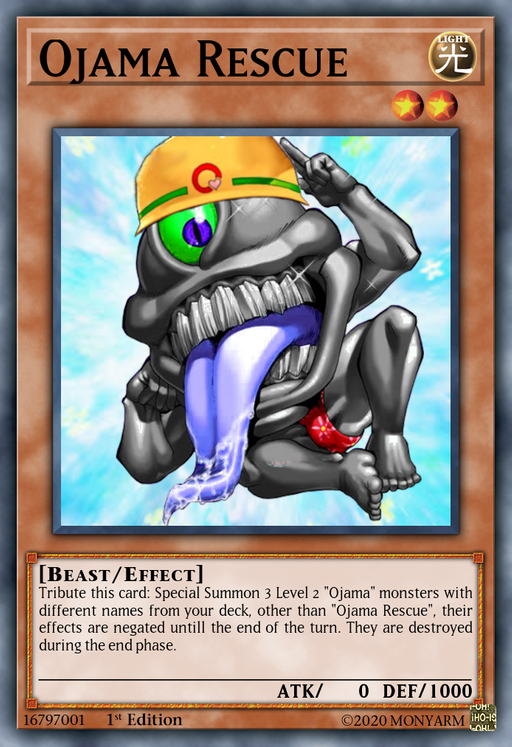 Ojama Rescue
LIGHT
光
[Beast/Effect]
Tribute this card: Special Summon 3 Level 2 "Ojama" monsters with
different names from your deck, other than "Ojama Rescue", their
effects are negated untill the end of the turn. They are destroyed
during the end phase.
ATK/ 0 DEF/1000
16797001 1st Edition ©2020 MONYARM